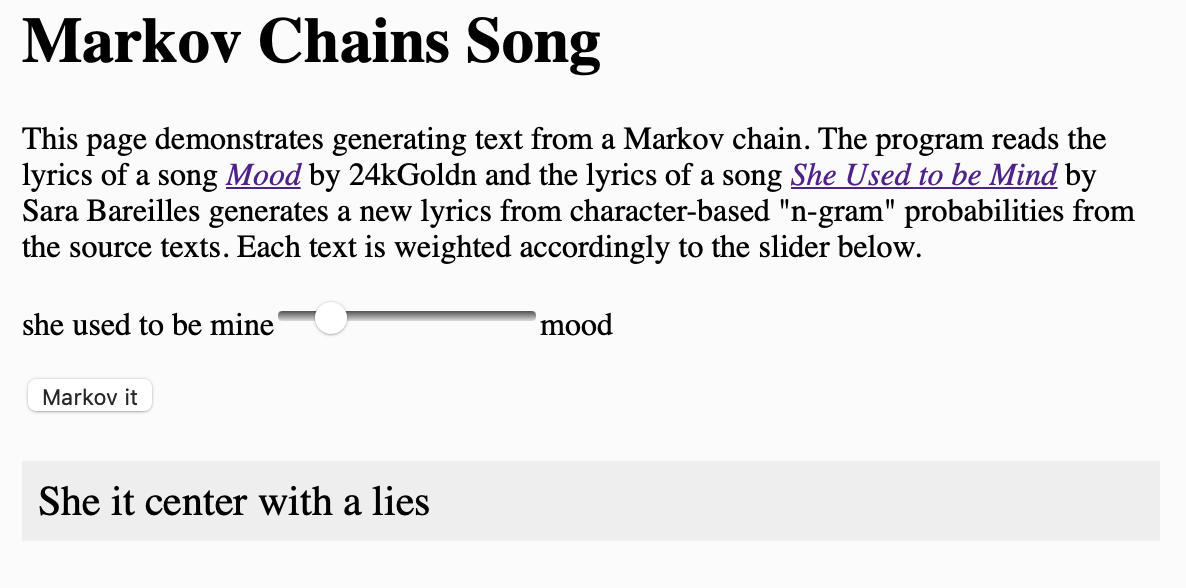 Markov Chains Song
This page demonstrates generating text from a Markov chain. The program reads the
lyrics of a song Mood by 24kGoldn and the lyrics of a song She Used to be Mind by
Sara Bareilles generates a new lyrics from character-based "n-gram" probabilities from
the source texts. Each text is weighted accordingly to the slider below.
she used to be mine mood
Markov it
She it center with a lies